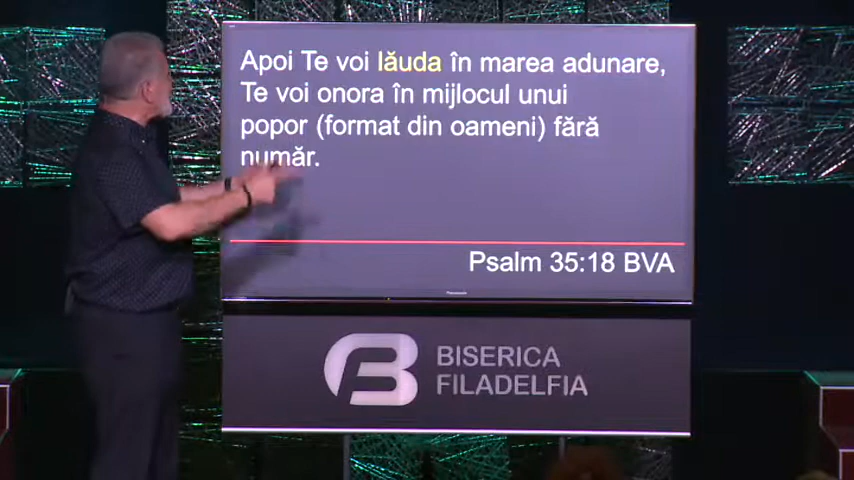 Apoi Te voi lăuda în marea adunare,
Te voi onora în mijlocul unui
popor (format din oameni) fără
număr.
Psalm 35:18 BVA
BISERICA
FILADELFIA